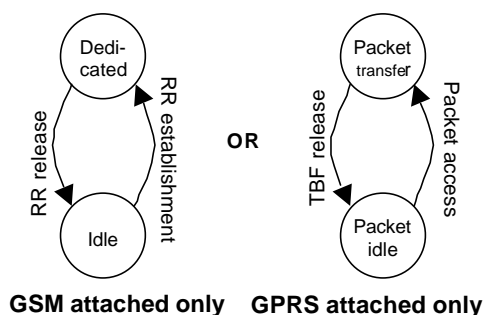 Dedi-
cated
RR release
RR establishment
Idle
GSM attached only
OR
Packet
transfer
TBF release
Packet access
Packet
idle
GPRS attached only